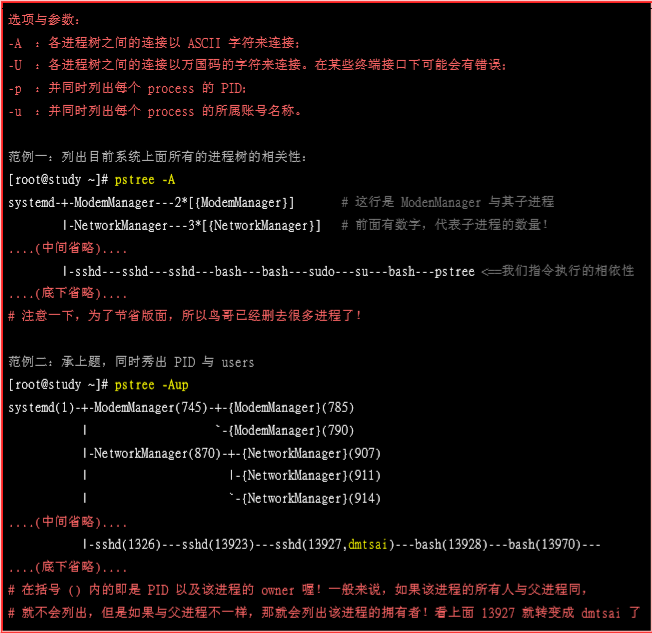 选项与参数：
-A  ：各进程树之间的连接以 ASCII 字符来连接；
-U  ：各进程树之间的连接以万国码的字符来连接。在某些终端接口下可能会有错误；
-p  ：并同时列出每个 process 的 PID；
-u  ：并同时列出每个 process 的所属账号名称。
范例一：列出目前系统上面所有的进程树的相关性：
[root@study ~]# pstree -A
systemd-+-ModemManager---2*[{ModemManager}]       # 这行是 ModenManager 与其子进程
        |-NetworkManager---3*[{NetworkManager}]   # 前面有数字，代表子进程的数量！
....(中间省略)....
        |-sshd---sshd---sshd---bash---bash---sudo---su---bash---pstree <==我们指令执行的相依性
....(底下省略)....
# 注意一下，为了节省版面，所以鸟哥已经删去很多进程了！
范例二：承上题，同时秀出 PID 与 users
[root@study ~]# pstree -Aup
systemd(1)-+-ModemManager(745)-+-{ModemManager}(785)
           |                   `-{ModemManager}(790)
           |-NetworkManager(870)-+-{NetworkManager}(907)
           |                     |-{NetworkManager}(911)
           |                     `-{NetworkManager}(914)
....(中间省略)....
           |-sshd(1326)---sshd(13923)---sshd(13927,dmtsai)---bash(13928)---bash(13970)---
....(底下省略)....
# 在括号 () 内的即是 PID 以及该进程的 owner 喔！一般来说，如果该进程的所有人与父进程同，
# 就不会列出，但是如果与父进程不一样，那就会列出该进程的拥有者！看上面 13927 就转变成 dmtsai 了